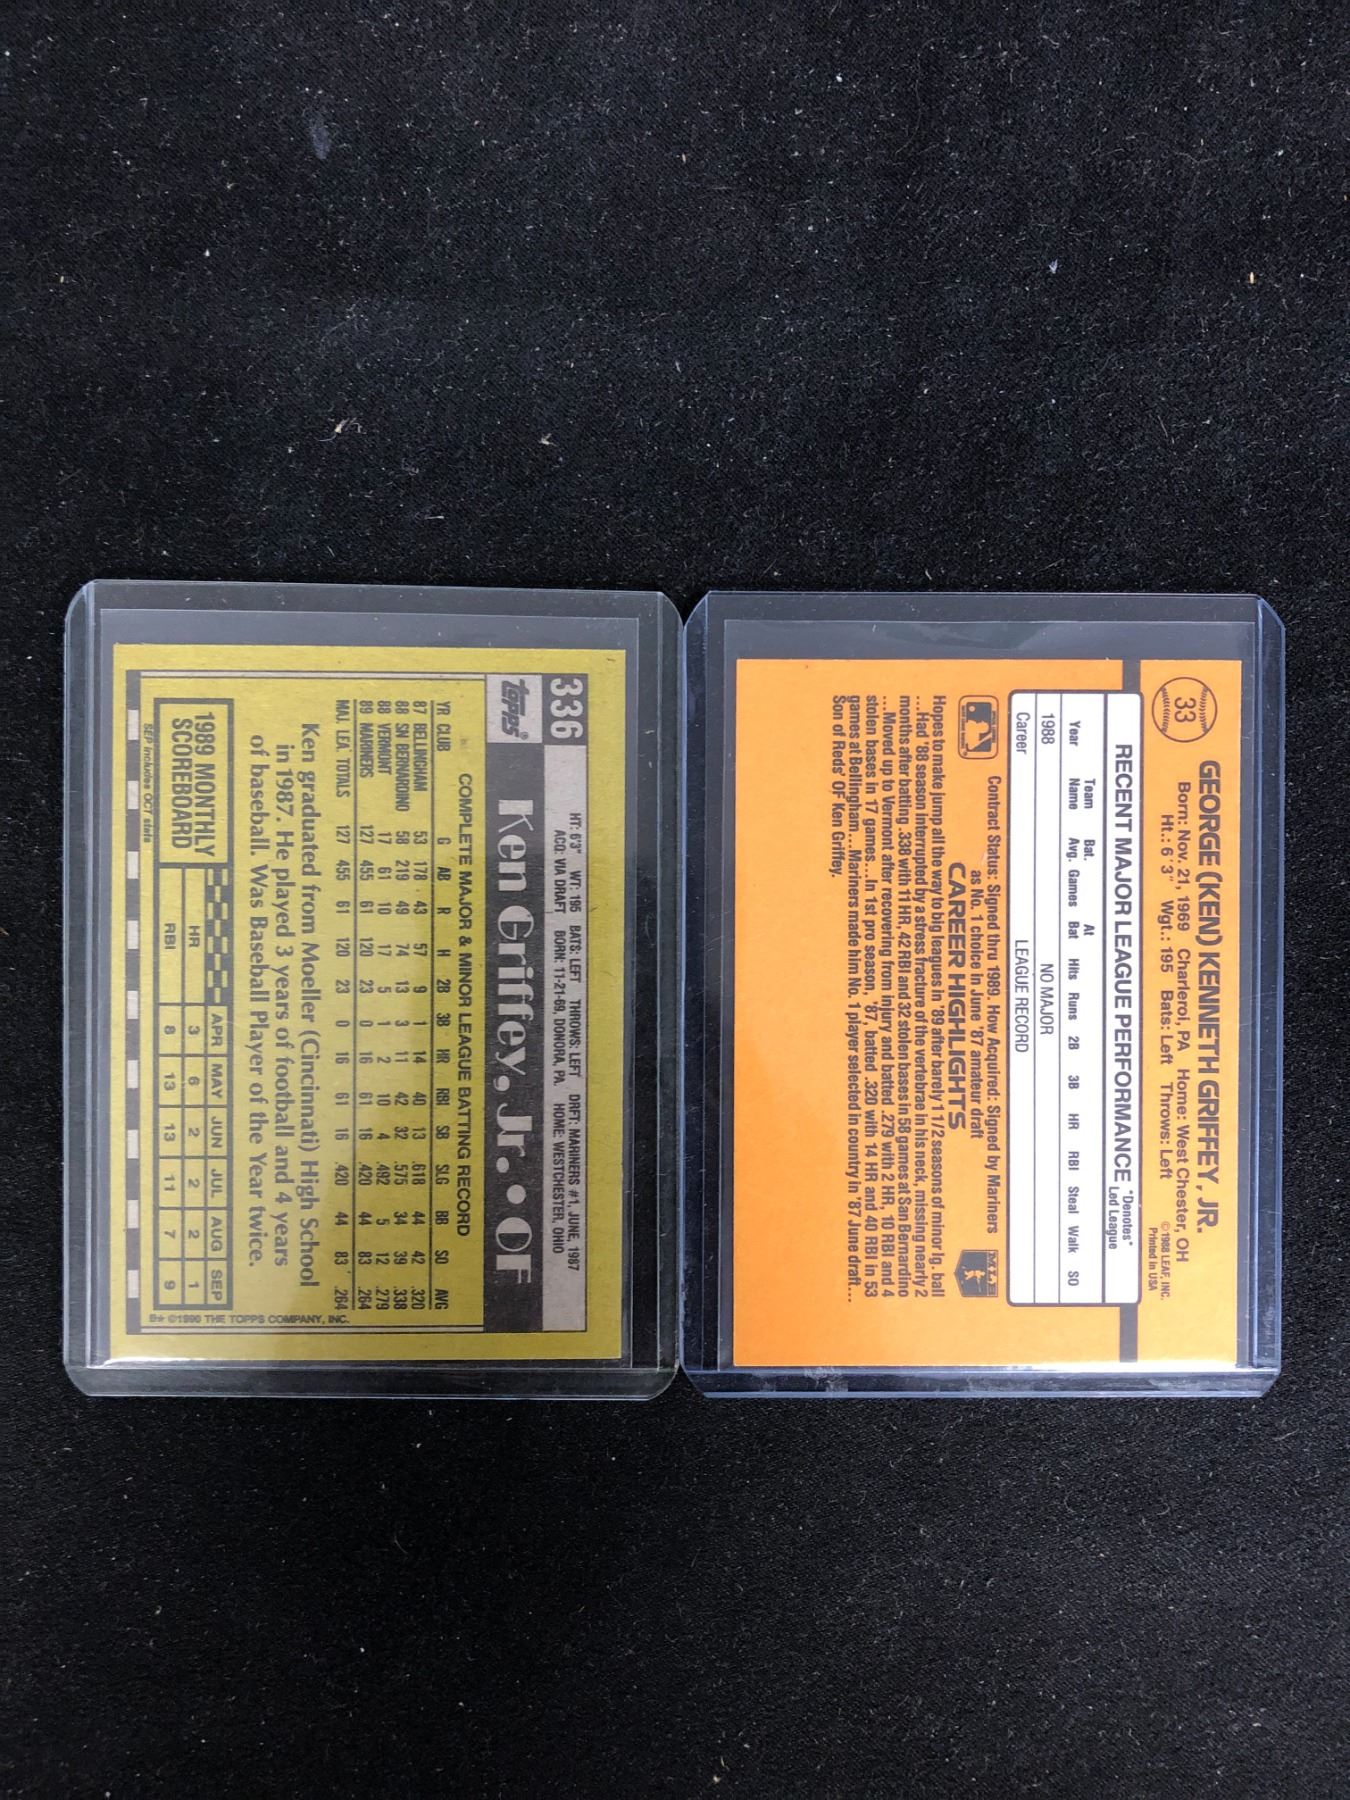 33
GEORGE (KEN) KENNETH GRIFFEY, JR.
Born: Nov. 21, 1969 Charleroi, PA Home: West Chester, OH
Ht.: 6'3" Wgt.: 195 Bats: Left Throws: Left
© 1988 LEAF, INC.
Printed in USA
RECENT MAJOR LEAGUE PERFORMANCE
"Denotes"
Led League
Year Team Name Bat. Avg. Games At Bat Hits Runs 2B 3B HR RBI Steal Walk SO
1988 NO MAJOR
Career LEAGUE RECORD
Contract Status: Signed thru 1989. How Acquired: Signed by Mariners
as No. 1 choice in June '87 amateur draft
CAREER HIGHLIGHTS
Hopes to make jump all the way to big leagues in '89 after barely 1 1/2 seasons of minor lg. ball
...Had '88 season interrupted by a stress fracture of the vertebrae in his neck, missing nearly 2
months after batting .338 with 11 HR, 42 RBI and 32 stolen bases in 58 games at San Bernardino
...Moved up to Vermont after recovering from injury and batted .279 with 2 HR, 10 RBI and 4
stolen bases in 17 games...In 1st pro season, '87, batted .320 with 14 HR and 40 RBI in 53
games at Bellingham...Mariners made him No. 1 player selected in country in '87 June draft...
Son of Reds' OF Ken Griffey.
336
HT: 6'3" WT: 195 BATS: LEFT THROWS: LEFT DRFT: MARINERS #1, JUNE, 1987
ACQ: VIA DRAFT BORN: 11-21-69, DONORA, PA. HOME: WESTCHESTER, OHIO
topps®
Ken Griffey, Jr. • OF
COMPLETE MAJOR & MINOR LEAGUE BATTING RECORD
YR CLUB G AB R H 2B 3B HR RBI SB SLG BB SO AVG
87 BELLINGHAM 53 178 43 57 9 1 14 40 13 .618 44 42 .320
88 SN BERNARDINO 58 219 49 74 13 3 11 42 32 .575 34 39 .338
88 VERMONT 17 61 10 17 5 1 2 10 4 .492 5 12 .279
89 MARINERS 127 455 61 120 23 0 16 61 16 .420 44 83 .264
MAJ. LEA. TOTALS 127 455 61 120 23 0 16 61 16 .420 44 83 .264
Ken graduated from Moeller (Cincinnati) High School
in 1987. He played 3 years of football and 4 years
of baseball. Was Baseball Player of the Year twice.
1989 MONTHLY
SCOREBOARD
APR MAY JUN JUL AUG SEP
HR 3 6 2 2 2 1
RBI 8 13 13 11 7 9
SEP includes OCT stats
B* ©1990 THE TOPPS COMPANY, INC.